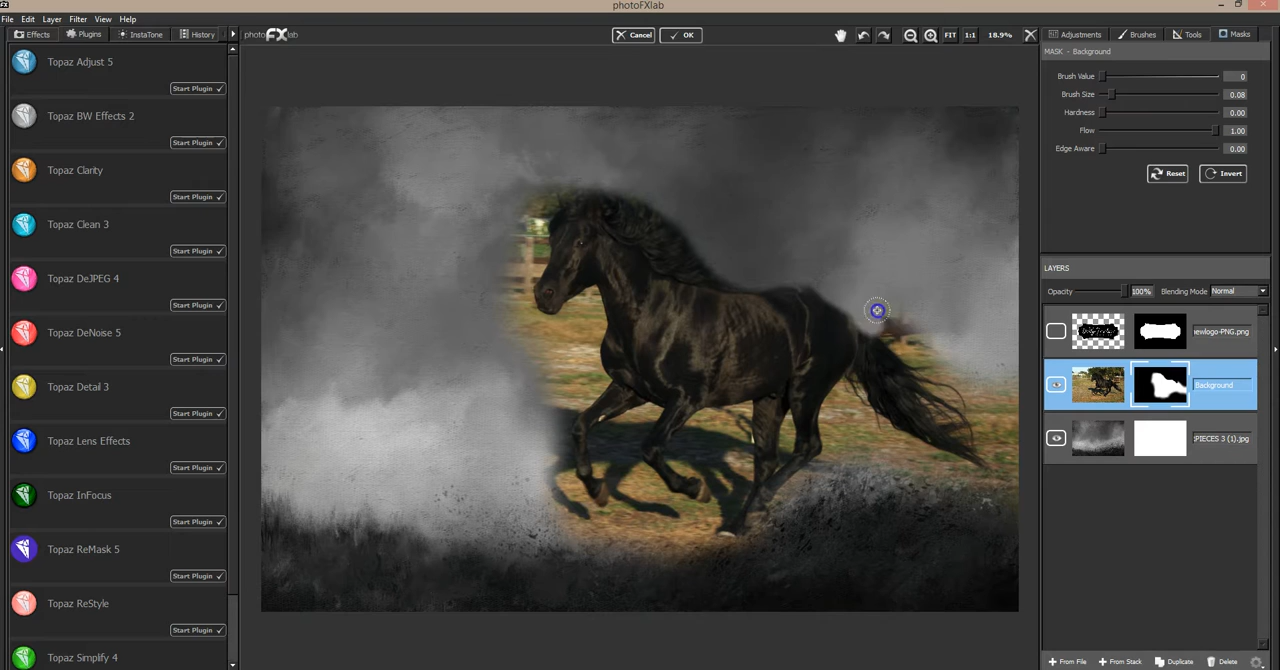 photoFXlab
FX
File Edit Layer Filter View Help
Effects Plugins InstaTone History
photo FX lab
Cancel OK
FIT 1:1 18.9%
Adjustments Brushes Tools Masks
Topaz Adjust 5
Start Plugin
Topaz BW Effects 2
Start Plugin
Topaz Clarity
Start Plugin
Topaz Clean 3
Start Plugin
Topaz DeJPEG 4
Start Plugin
Topaz DeNoise 5
Start Plugin
Topaz Detail 3
Start Plugin
Topaz Lens Effects
Start Plugin
Topaz InFocus
Start Plugin
Topaz ReMask 5
Start Plugin
Topaz ReStyle
Start Plugin
Topaz Simplify 4
MASK - Background
Brush Value 0
Brush Size 0.08
Hardness 0.00
Flow 1.00
Edge Aware 0.00
Reset Invert
LAYERS
Opacity 100% Blending Mode Normal
newlogo-PNG.png
Background
PIECES 3 (1).jpg
From File From Stack Duplicate Delete